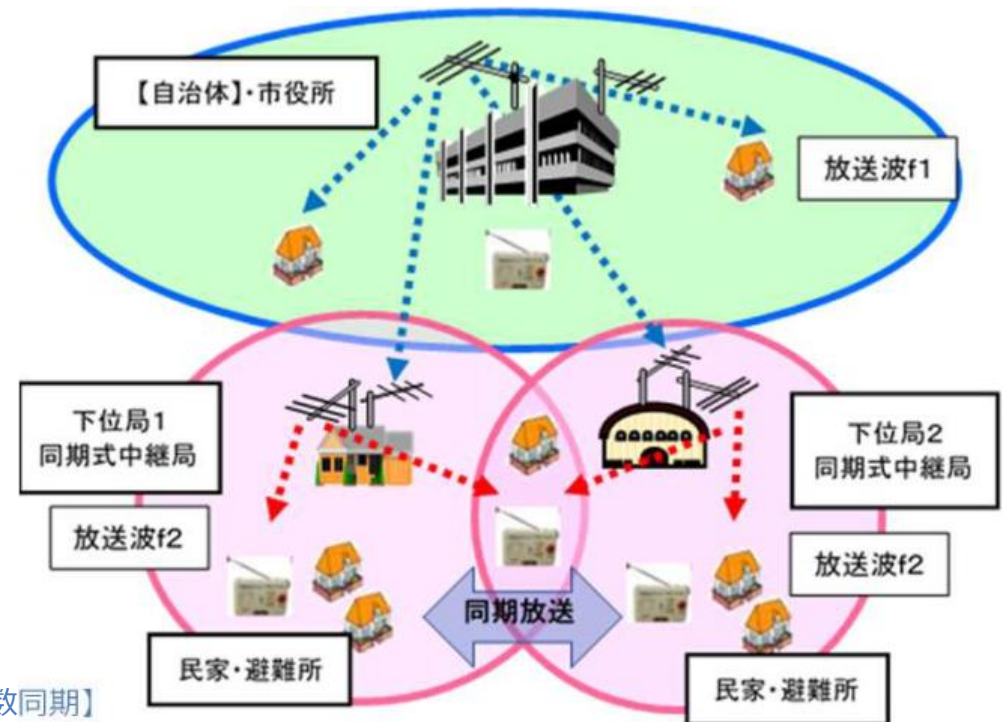 【自治体】・市役所
放送波f1
下位局1
同期式中継局
放送波f2
下位局2
同期式中継局
放送波f2
同期放送
民家・避難所
民家・避難所
数同期】